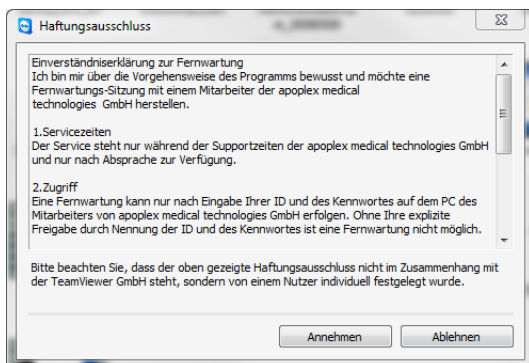 Haftungsausschluss
Einverständniserklärung zur Fernwartung
Ich bin mir über die Vorgehensweise des Programms bewusst und möchte eine
Fernwartungs-Sitzung mit einem Mitarbeiter der apoplex medical
technologies GmbH herstellen.
1.Servicezeiten
Der Service steht nur während der Supportzeiten der apoplex medical technologies GmbH
und nur nach Absprache zur Verfügung.
2.Zugriff
Eine Fernwartung kann nur nach Eingabe Ihrer ID und des Kennwortes auf dem PC des
Mitarbeiters von apoplex medical technologies GmbH erfolgen. Ohne Ihre explizite
Freigabe durch Nennung der ID und des Kennwortes ist eine Fernwartung nicht möglich.
Bitte beachten Sie, dass der oben gezeigte Haftungsausschluss nicht im Zusammenhang mit
der TeamViewer GmbH steht, sondern von einem Nutzer individuell festgelegt wurde.
Annehmen
Ablehnen